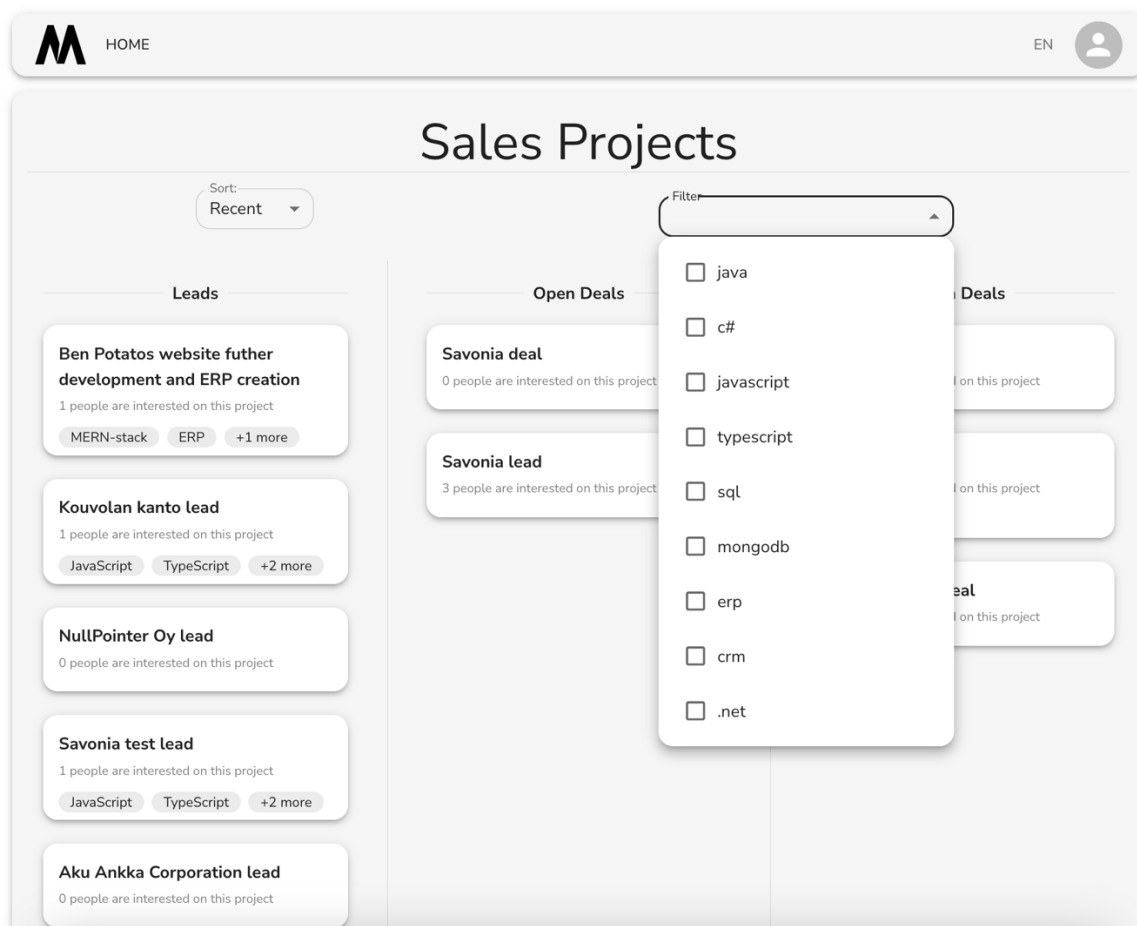 HOME
EN
Sales Projects
Sort:
Recent
Filter
Leads
Ben Potatos website futher
development and ERP creation
1 people are interested on this project
MERN-stack ERP +1 more
Kouvolan kanto lead
1 people are interested on this project
JavaScript TypeScript +2 more
NullPointer Oy lead
0 people are interested on this project
Savonia test lead
1 people are interested on this project
JavaScript TypeScript +2 more
Aku Ankka Corporation lead
0 people are interested on this project
Open Deals
Savonia deal
0 people are interested on this project
Savonia lead
3 people are interested on this project
java
c#
javascript
typescript
sql
mongodb
erp
crm
.net
Deals
on this project
on this project
on this project